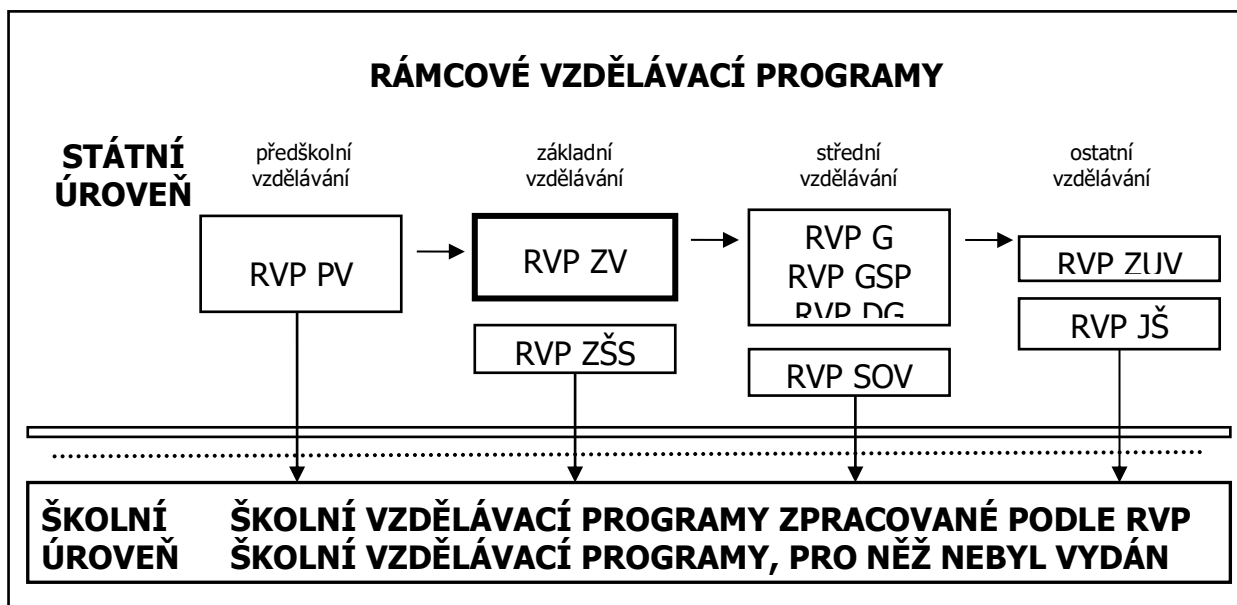 RÁMCOVÉ VZDĚLÁVACÍ PROGRAMY
STÁTNÍ
ÚROVEŇ
předškolní
vzdělávání
základní
vzdělávání
střední
vzdělávání
ostatní
vzdělávání
RVP PV
RVP ZV
RVP ZŠS
RVP G
RVP GSP
RVP DG
RVP SOV
RVP ZUV
RVP JŠ
ŠKOLNÍ
ÚROVEŇ
ŠKOLNÍ VZDĚLÁVACÍ PROGRAMY ZPRACOVANÉ PODLE RVP
ŠKOLNÍ VZDĚLÁVACÍ PROGRAMY, PRO NĚŽ NEBYL VYDÁN